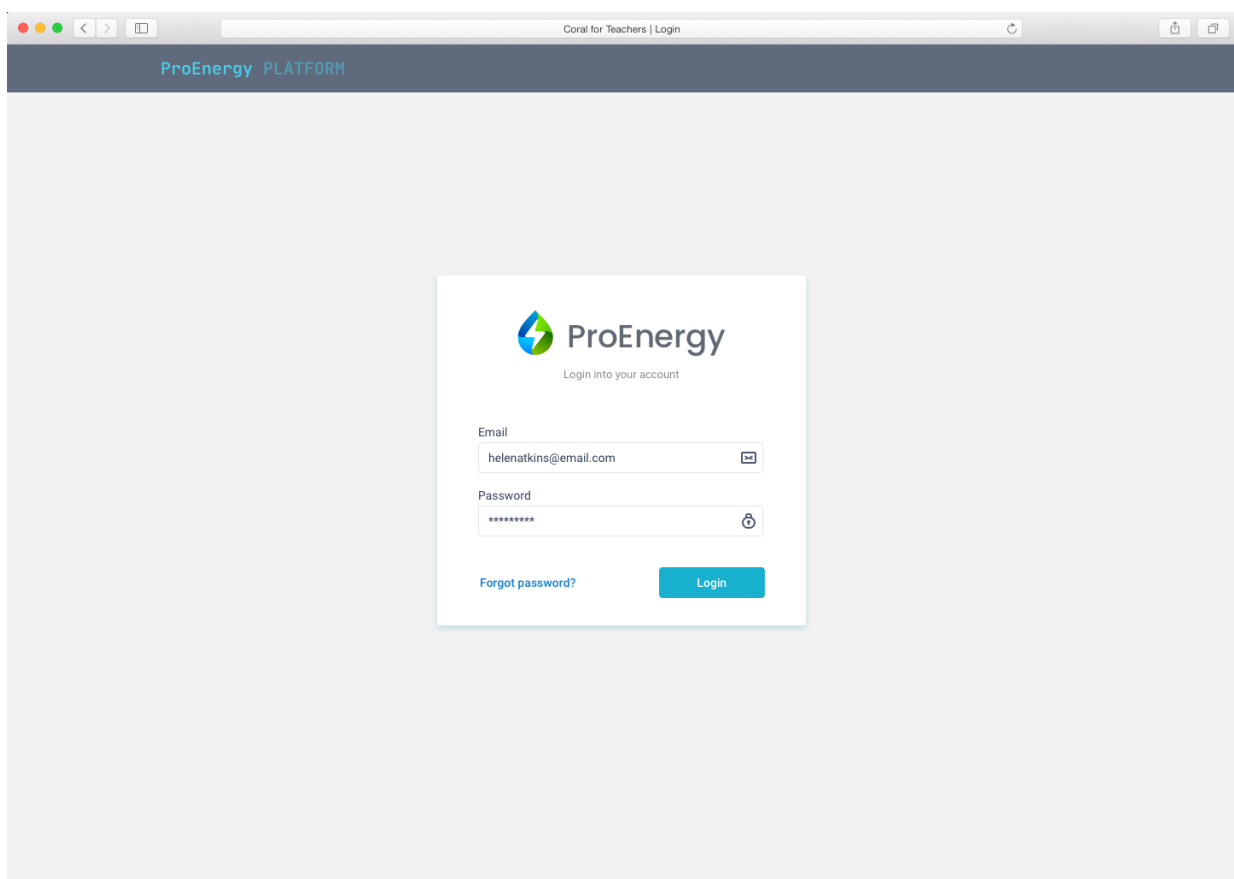 Coral for Teachers | Login
ProEnergy PLATFORM
ProEnergy
Login into your account
Email
helenatkins@email.com
Password
*********
Forgot password?
Login